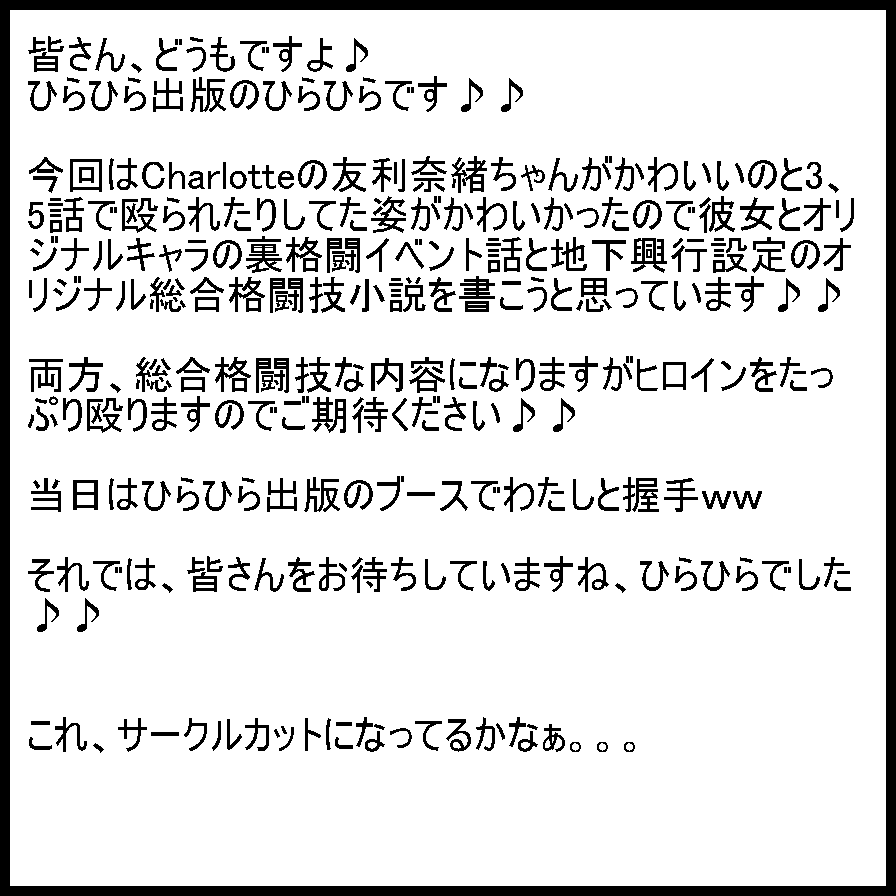 皆さん、どうもですよ♪
ひらひら出版のひらひらです♪♪
今回はCharlotteの友利奈緒ちゃんがかわいいのと3、
5話で殴られたりしてた姿がかわいかったので彼女とオリ
ジナルキャラの裏格闘イベント話と地下興行設定のオ
リジナル総合格闘技小説を書こうと思っています♪♪
両方、総合格闘技な内容になりますがヒロインをたっ
ぷり殴りますのでご期待ください♪♪
当日はひらひら出版のブースでわたしと握手ww
それでは、皆さんをお待ちしていますね、ひらひらでした
♪♪
これ、サークルカットになってるかなぁ。。。